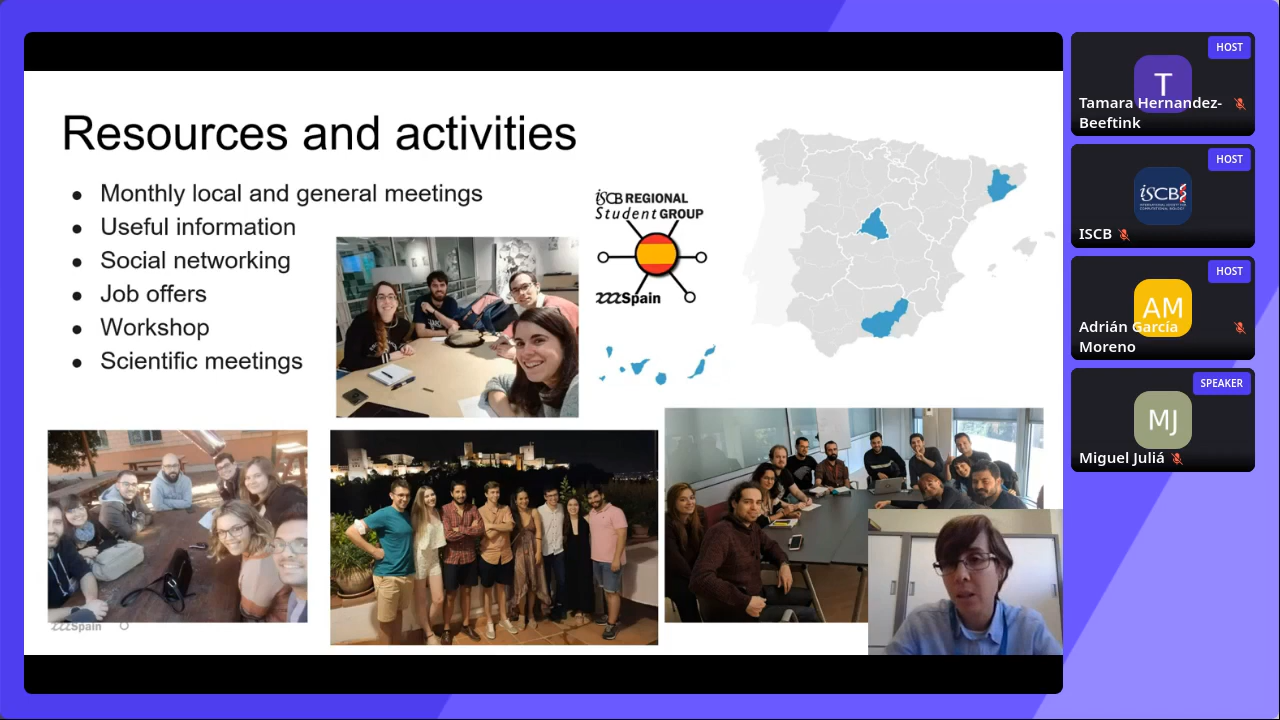 Resources and activities
● Monthly local and general meetings
● Useful information
● Social networking
● Job offers
● Workshop
● Scientific meetings
iSCB REGIONAL
Student GROUP
Spain
Spain
HOST
T
Tamara Hernandez-
Beeftink
HOST
iSCB
ISCB
HOST
AM
Adrián García
Moreno
SPEAKER
MJ
Miguel Juliá